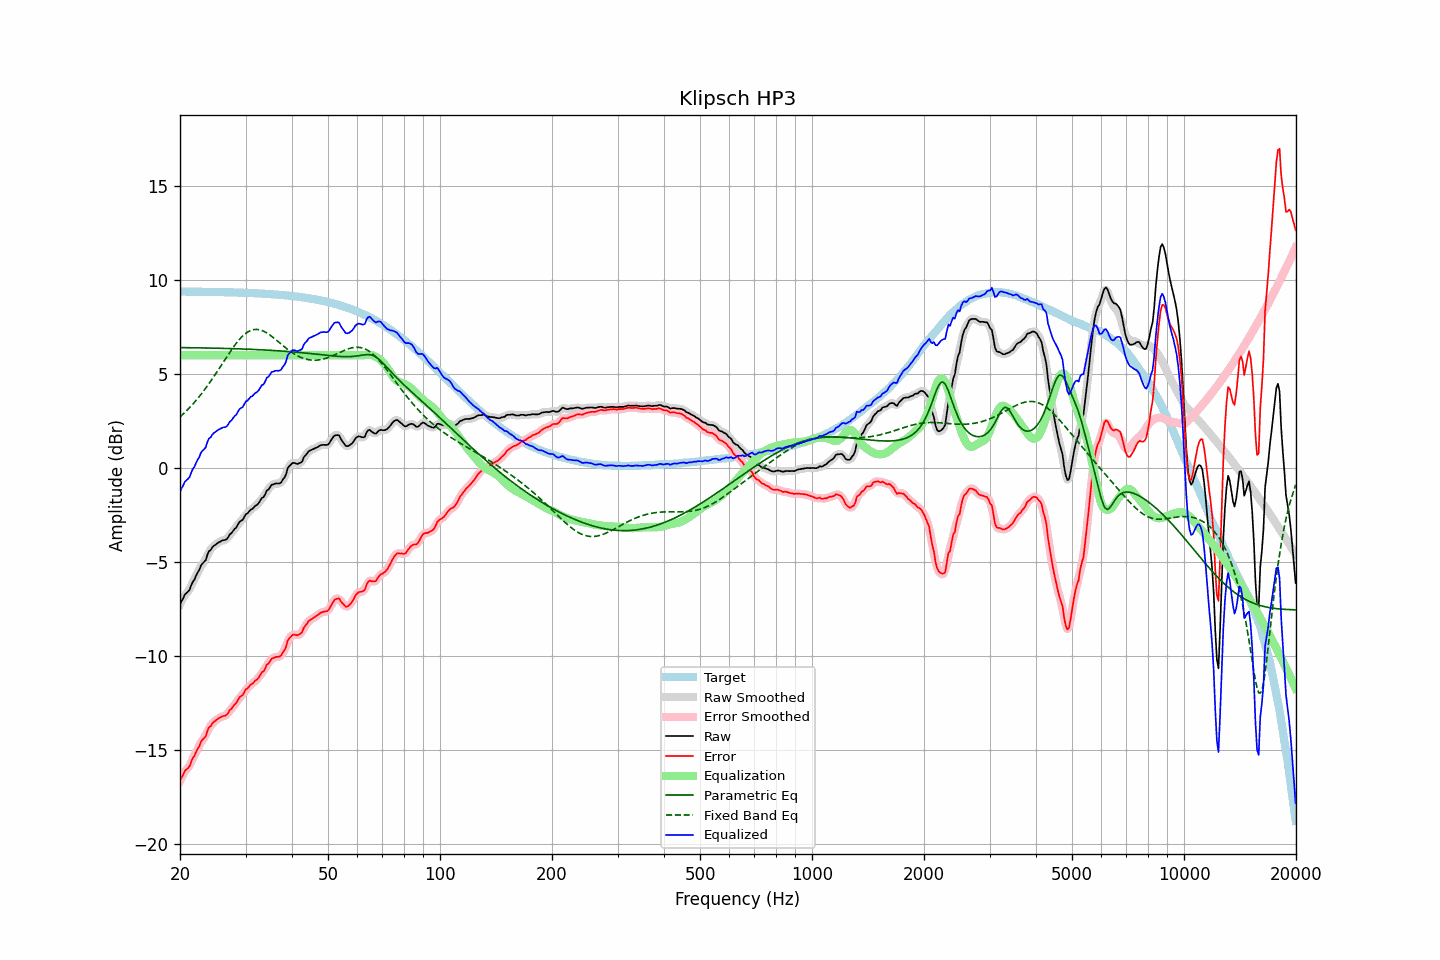 Klipsch HP3
Amplitude (dBr)
15
10
5
0
−5
−10
−15
−20
20
50
100
200
500
1000
2000
5000
10000
20000
Frequency (Hz)
Target
Raw Smoothed
Error Smoothed
Raw
Error
Equalization
Parametric Eq
Fixed Band Eq
Equalized